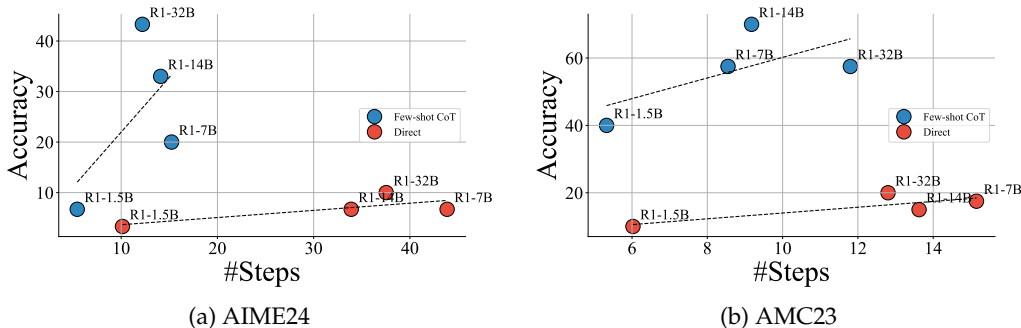 R1-32B
40
R1-14B
30
Accuracy
Few-shot CoT
Direct
20
R1-7B
10
R1-32B
R1-1.5B
R1-14B
R1-7B
R1-1.5B
10 20 30 40
#Steps
(a) AIME24
R1-14B
60
R1-7B
R1-32B
Accuracy
Few-shot CoT
Direct
40
R1-1.5B
20
R1-32B
R1-14B
R1-7B
R1-1.5B
6 8 10 12 14
#Steps
(b) AMC23